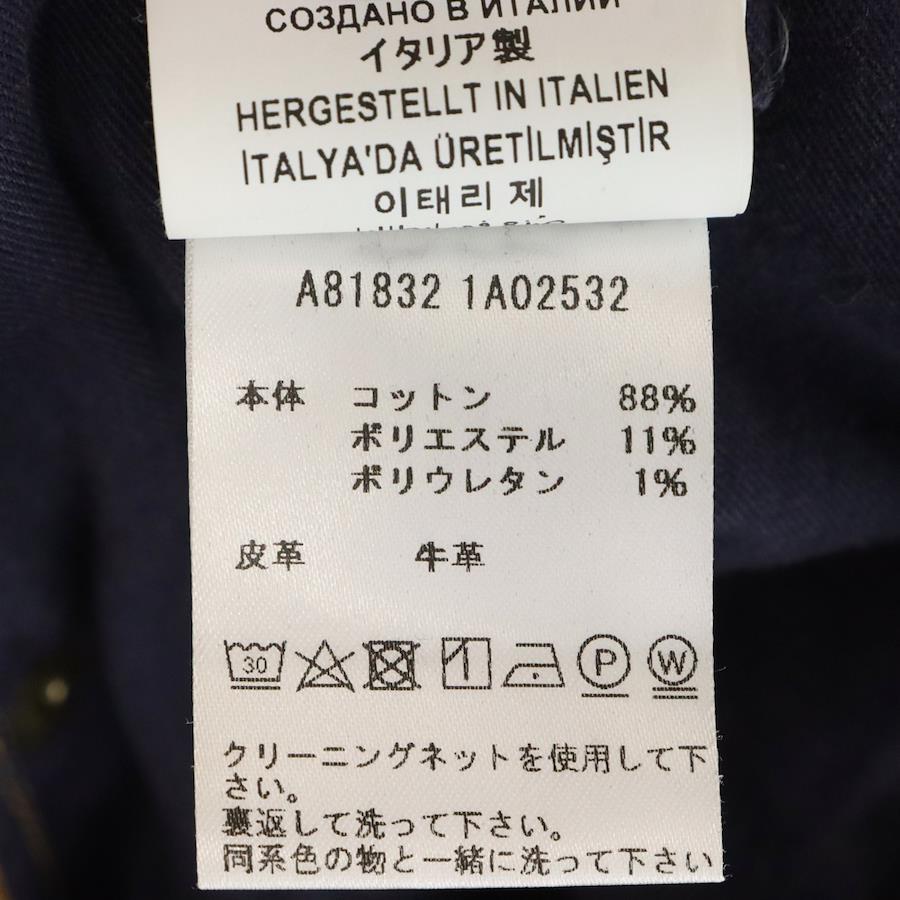 СОЗДАНО В ИТАЛИИ
イタリア製
HERGESTELLT IN ITALIEN
İTALYA'DA ÜRETİLMİŞTİR
이태리 제
A81832 1A02532
本体 コットン 88%
ポリエステル 11%
ポリウレタン 1%
皮革 牛革
30 P W
クリーニングネットを使用して下
さい。
裏返して洗って下さい。
同系色の物と一緒に洗って下さい